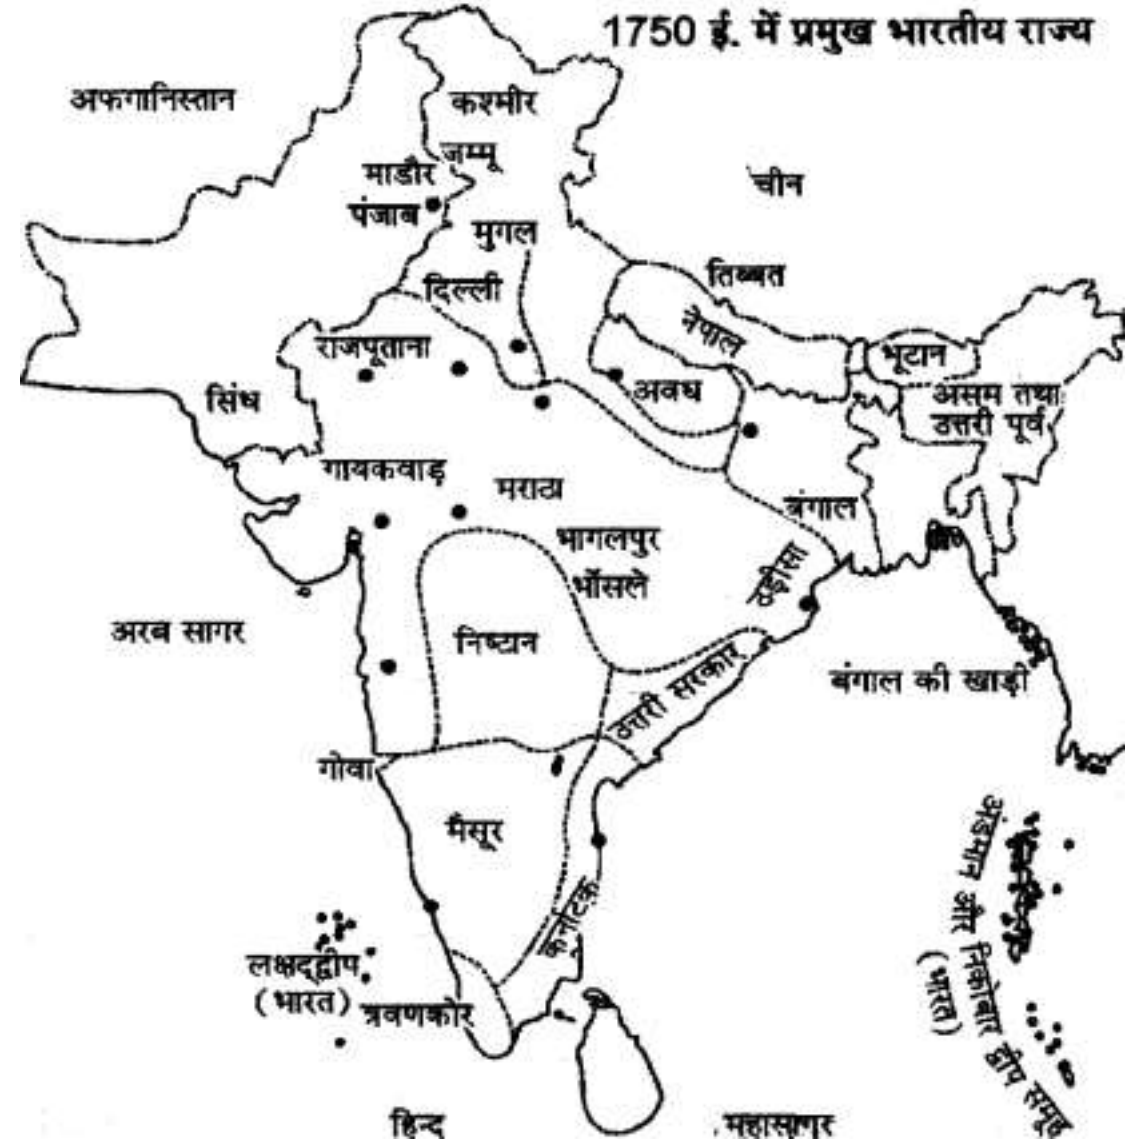 1750 ई. में प्रमुख भारतीय राज्य
अफगानिस्तान
कश्मीर
जम्मू
माडौर
पंजाब
चीन
मुगल
तिब्बत
दिल्ली
नेपाल
राजपूताना
भूटान
सिंध
अवध
असम तथा
उत्तरी पूर्व
गायकवाड़
मराठा
बंगाल
भागलपुर
भोंसले
उड़ीसा
अरब सागर
निष्टान
उत्तरी सरकार
बंगाल की खाड़ी
गोवा
मैसूर
अंडमान और निकोबार द्वीप समूह
(भारत)
कर्नाटक
लक्षद्द्वीप
(भारत)
त्रवणकोर
हिन्द महासागर